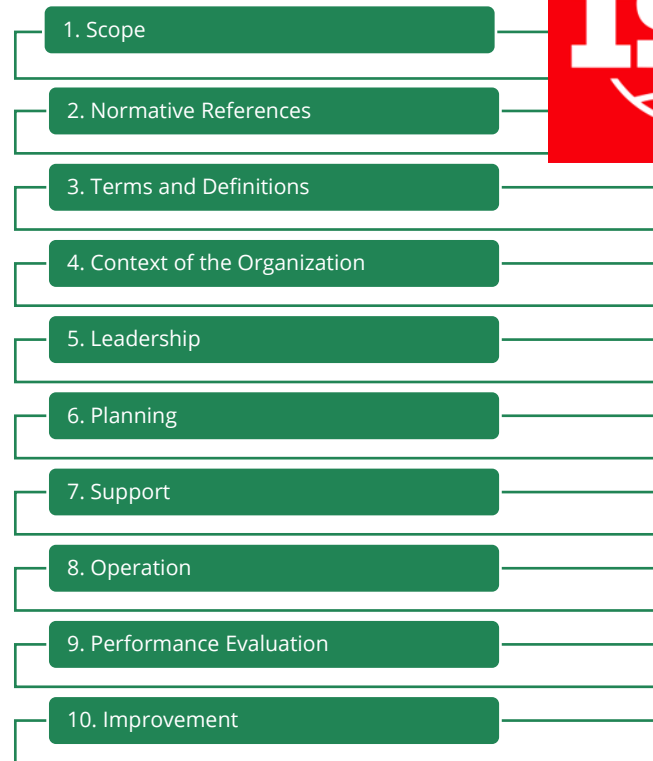 1. Scope
2. Normative References
3. Terms and Definitions
4. Context of the Organization
5. Leadership
6. Planning
7. Support
8. Operation
9. Performance Evaluation
10. Improvement